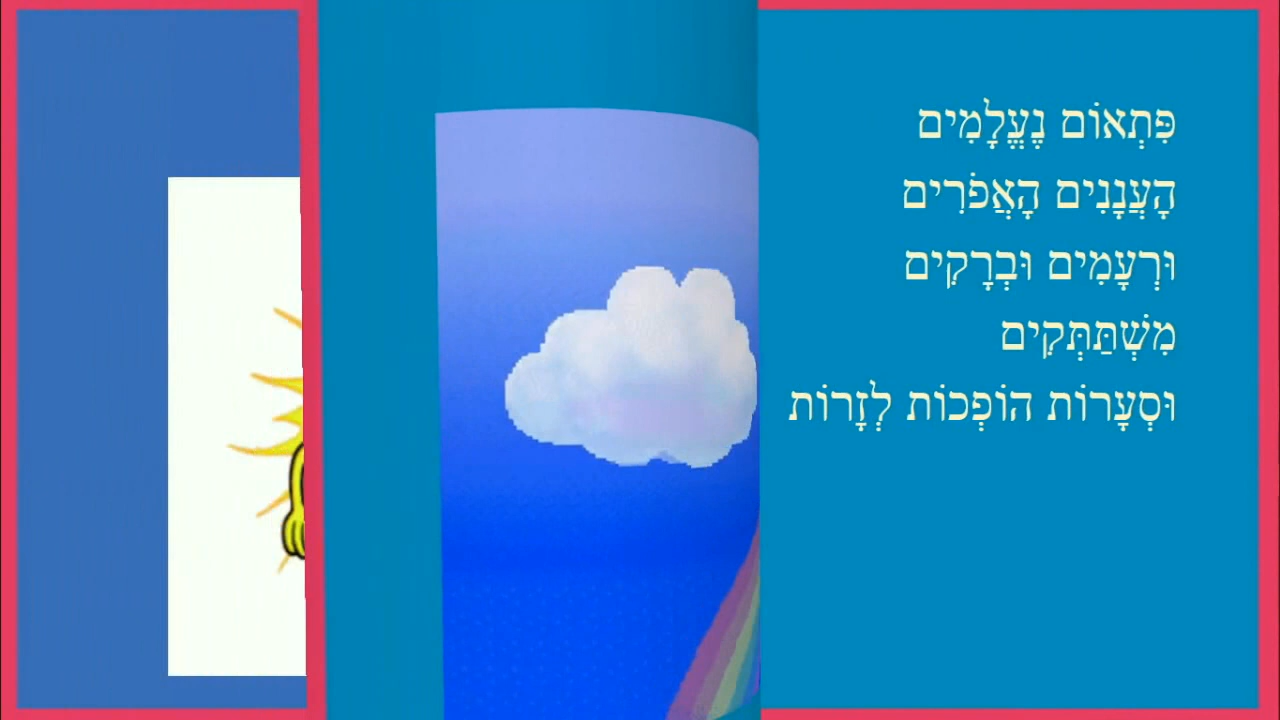 פִּתְאוֹם נֶעֱלָמִים
הָעֲנָנִים הָאֲפֹרִים
וּרְעָמִים וּבְרָקִים
מִשְׁתַּתְּקִים
וּסְעָרוֹת הוֹפְכוֹת לְזָרוֹת